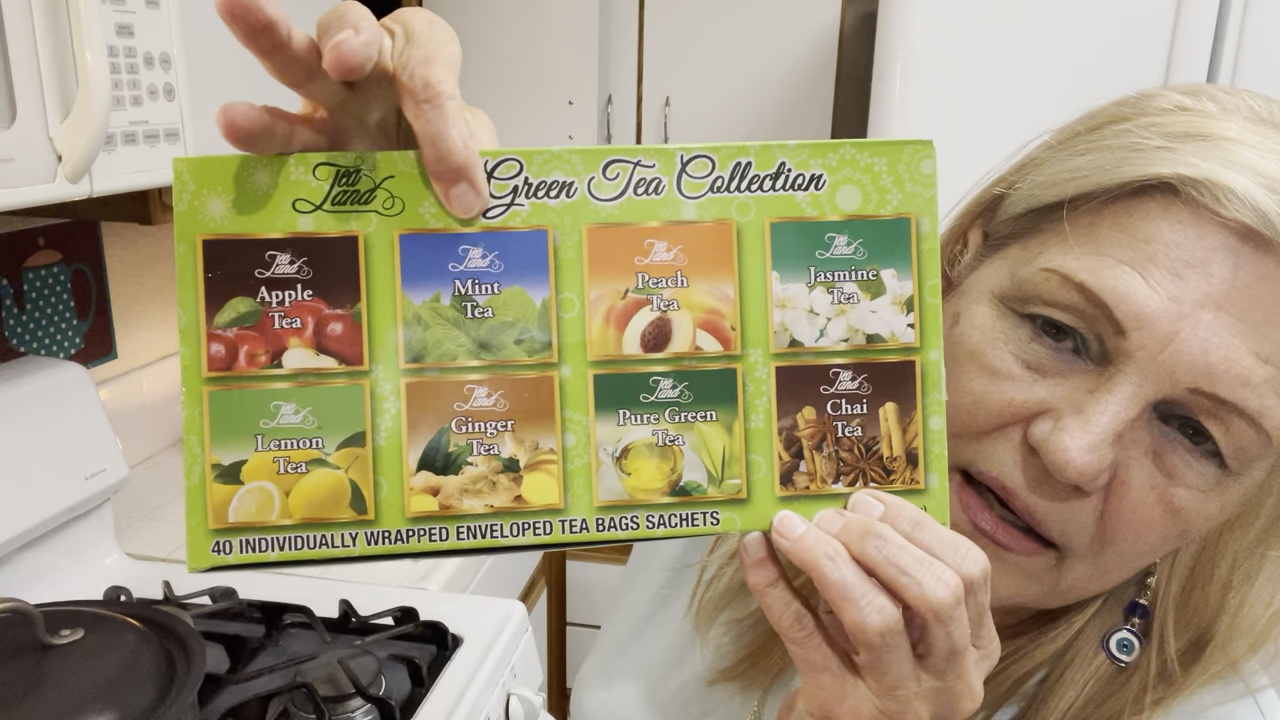 Tea Land
Green Tea Collection
Tea Land
Apple
Tea
Tea Land
Mint
Tea
Tea Land
Peach
Tea
Tea Land
Jasmine
Tea
Tea Land
Lemon
Tea
Tea Land
Ginger
Tea
Tea Land
Pure Green
Tea
Tea Land
Chai
Tea
40 INDIVIDUALLY WRAPPED ENVELOPED TEA BAGS SACHETS